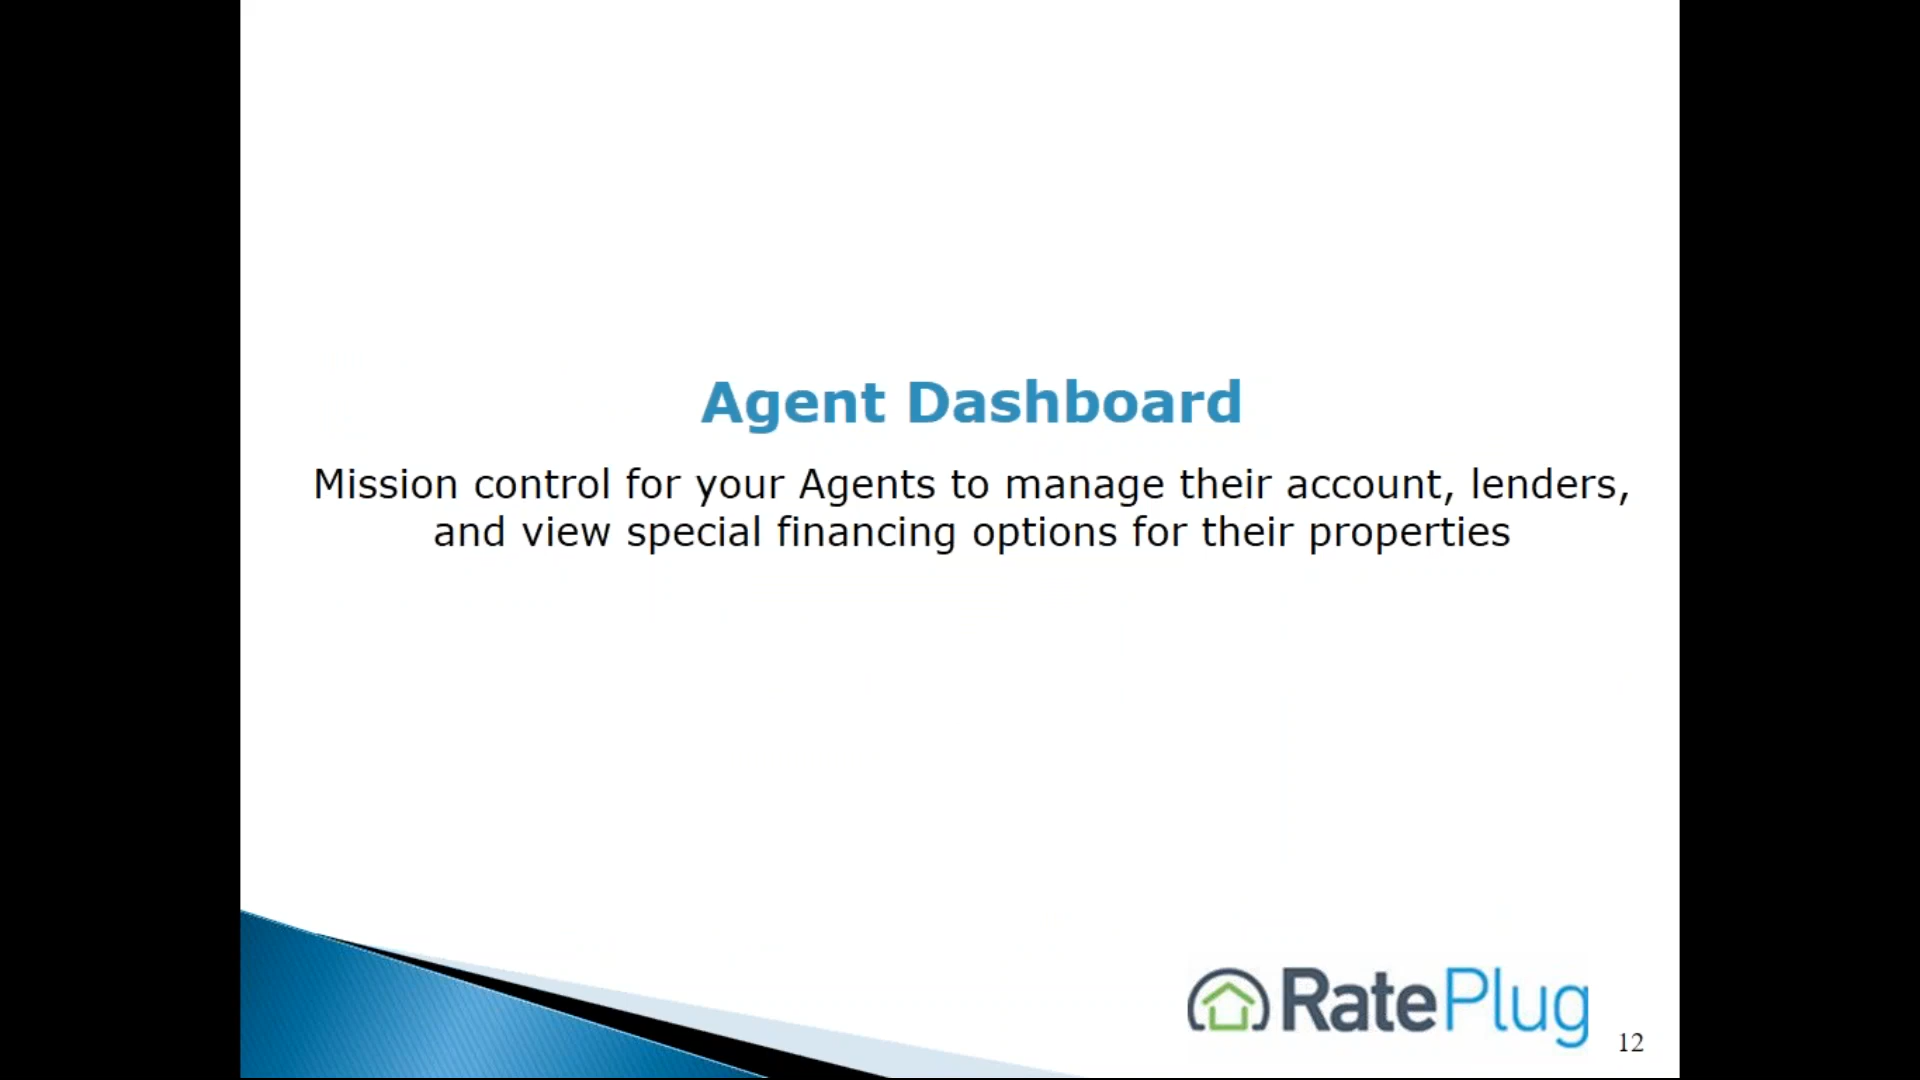 Agent Dashboard
Mission control for your Agents to manage their account, lenders,
and view special financing options for their properties
RatePlug
12